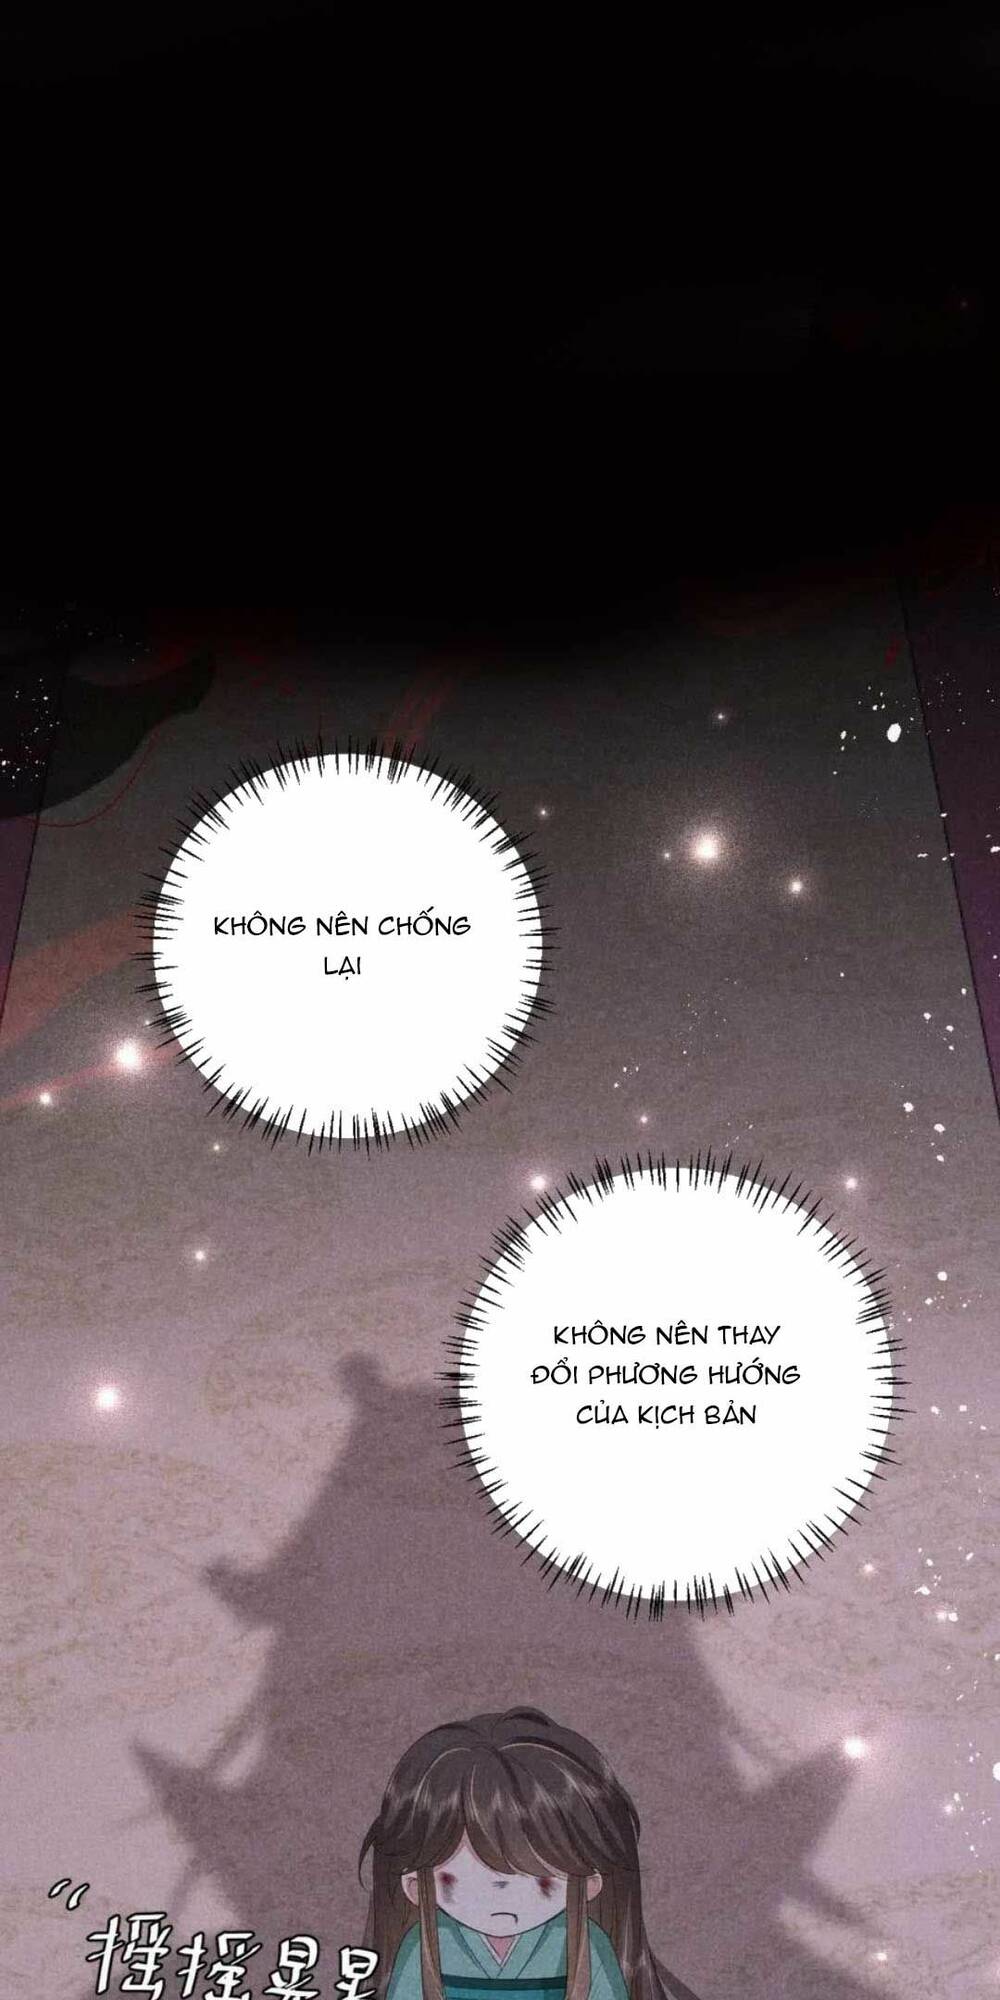 KHÔNG NÊN CHỐNG
LẠI
KHÔNG NÊN THAY
ĐỔI PHƯƠNG HƯỚNG
CỦA KỊCH BẢN
摇摇晃晃